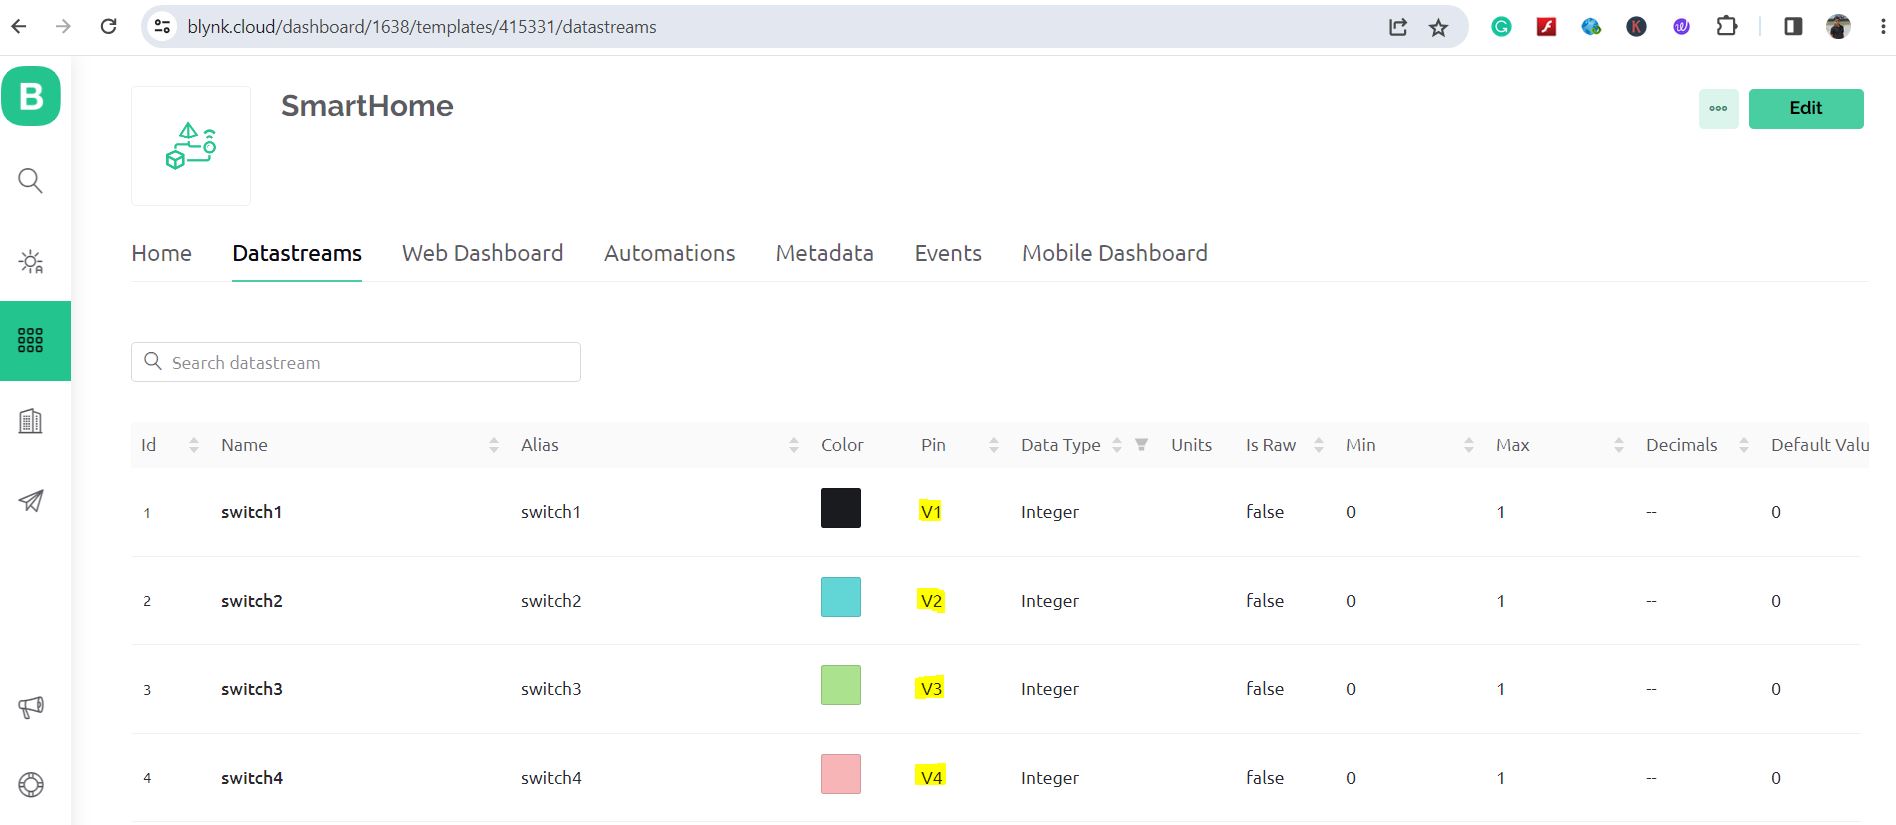 blynk.cloud/dashboard/1638/templates/415331/datastreams
B
SmartHome
Edit
Home Datastreams Web Dashboard Automations Metadata Events Mobile Dashboard
Search datastream
Id Name Alias Color Pin Data Type Units Is Raw Min Max Decimals Default Valu
1 switch1 switch1 V1 Integer false 0 1 -- 0
2 switch2 switch2 V2 Integer false 0 1 -- 0
3 switch3 switch3 V3 Integer false 0 1 -- 0
4 switch4 switch4 V4 Integer false 0 1 -- 0